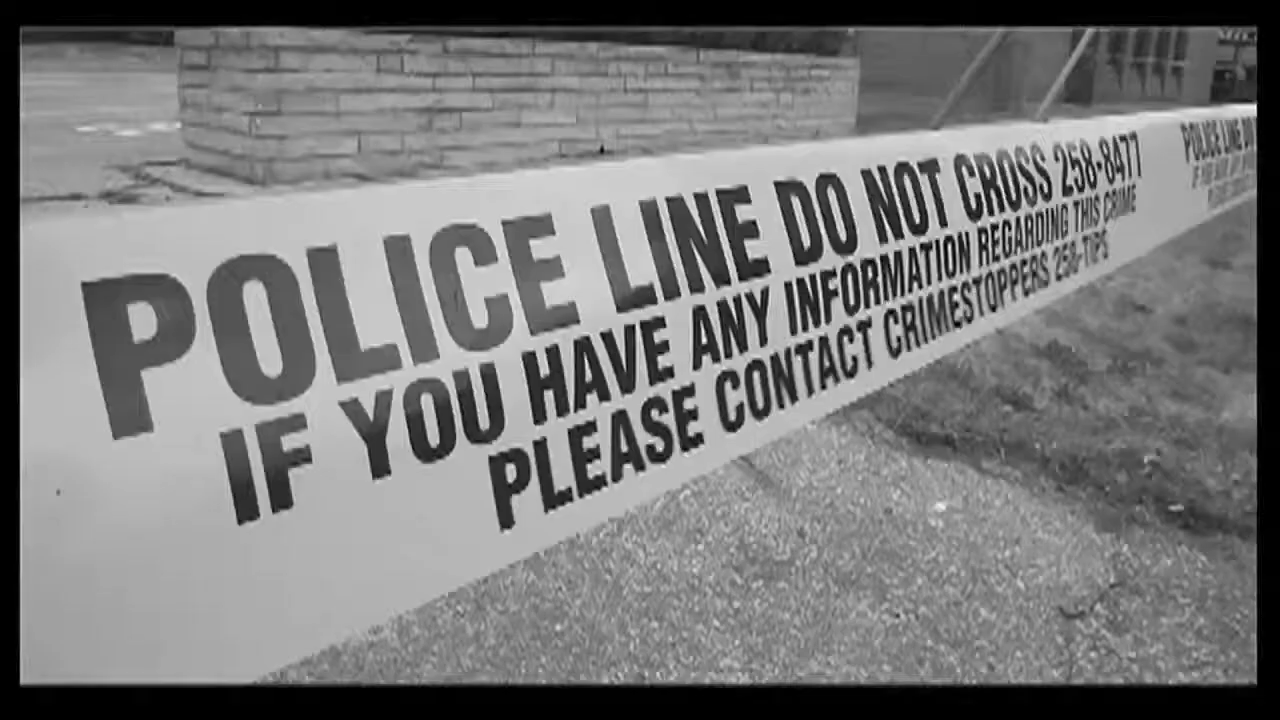 POLICE LINE DO NOT CROSS 258-8477
IF YOU HAVE ANY INFORMATION REGARDING THIS CRIME
PLEASE CONTACT CRIMESTOPPERS 258-TIPS
POLICE LINE DO